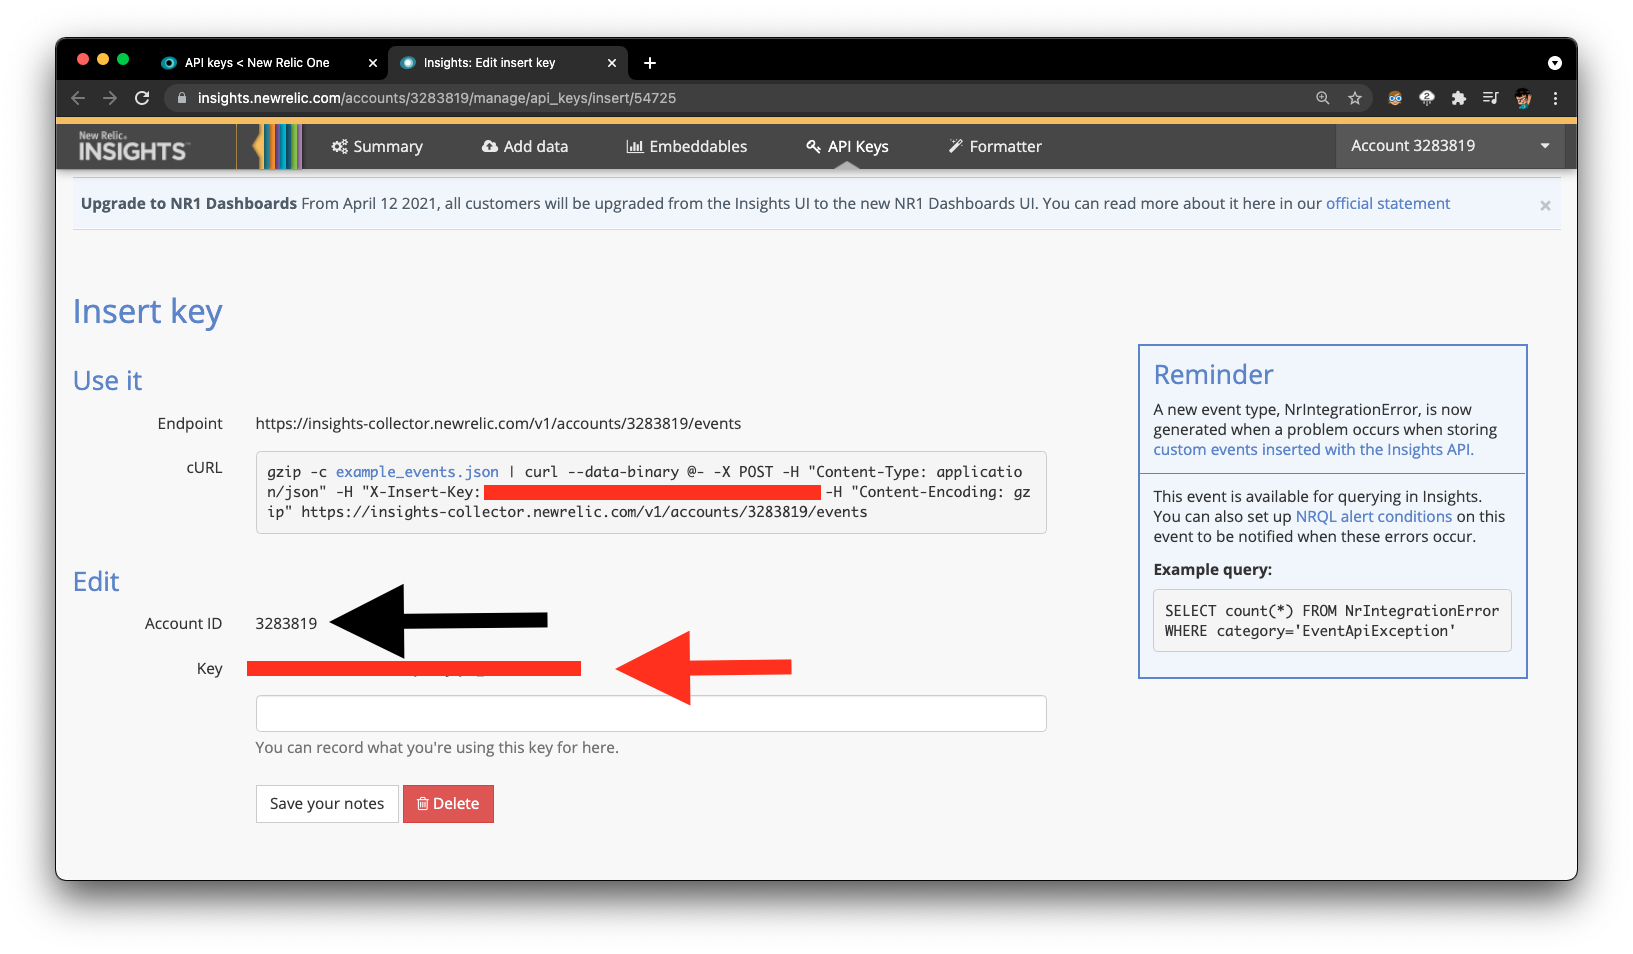 API keys < New Relic One
Insights: Edit insert key
insights.newrelic.com/accounts/3283819/manage/api_keys/insert/54725
New Relic.
INSIGHTS
Summary
Add data
Embeddables
API Keys
Formatter
Account 3283819
Upgrade to NR1 Dashboards From April 12 2021, all customers will be upgraded from the Insights UI to the new NR1 Dashboards UI. You can read more about it here in our official statement
Insert key
Use it
Endpoint https://insights-collector.newrelic.com/v1/accounts/3283819/events
cURL
gzip -c example_events.json | curl --data-binary @- -X POST -H "Content-Type: applicatio
n/json" -H "X-Insert-Key: -H "Content-Encoding: gz
ip" https://insights-collector.newrelic.com/v1/accounts/3283819/events
Edit
Account ID 3283819
Key
You can record what you're using this key for here.
Save your notes
Delete
Reminder
A new event type, NrIntegrationError, is now
generated when a problem occurs when storing
custom events inserted with the Insights API.
This event is available for querying in Insights.
You can also set up NRQL alert conditions on this
event to be notified when these errors occur.
Example query:
SELECT count(*) FROM NrIntegrationError
WHERE category='EventApiException'